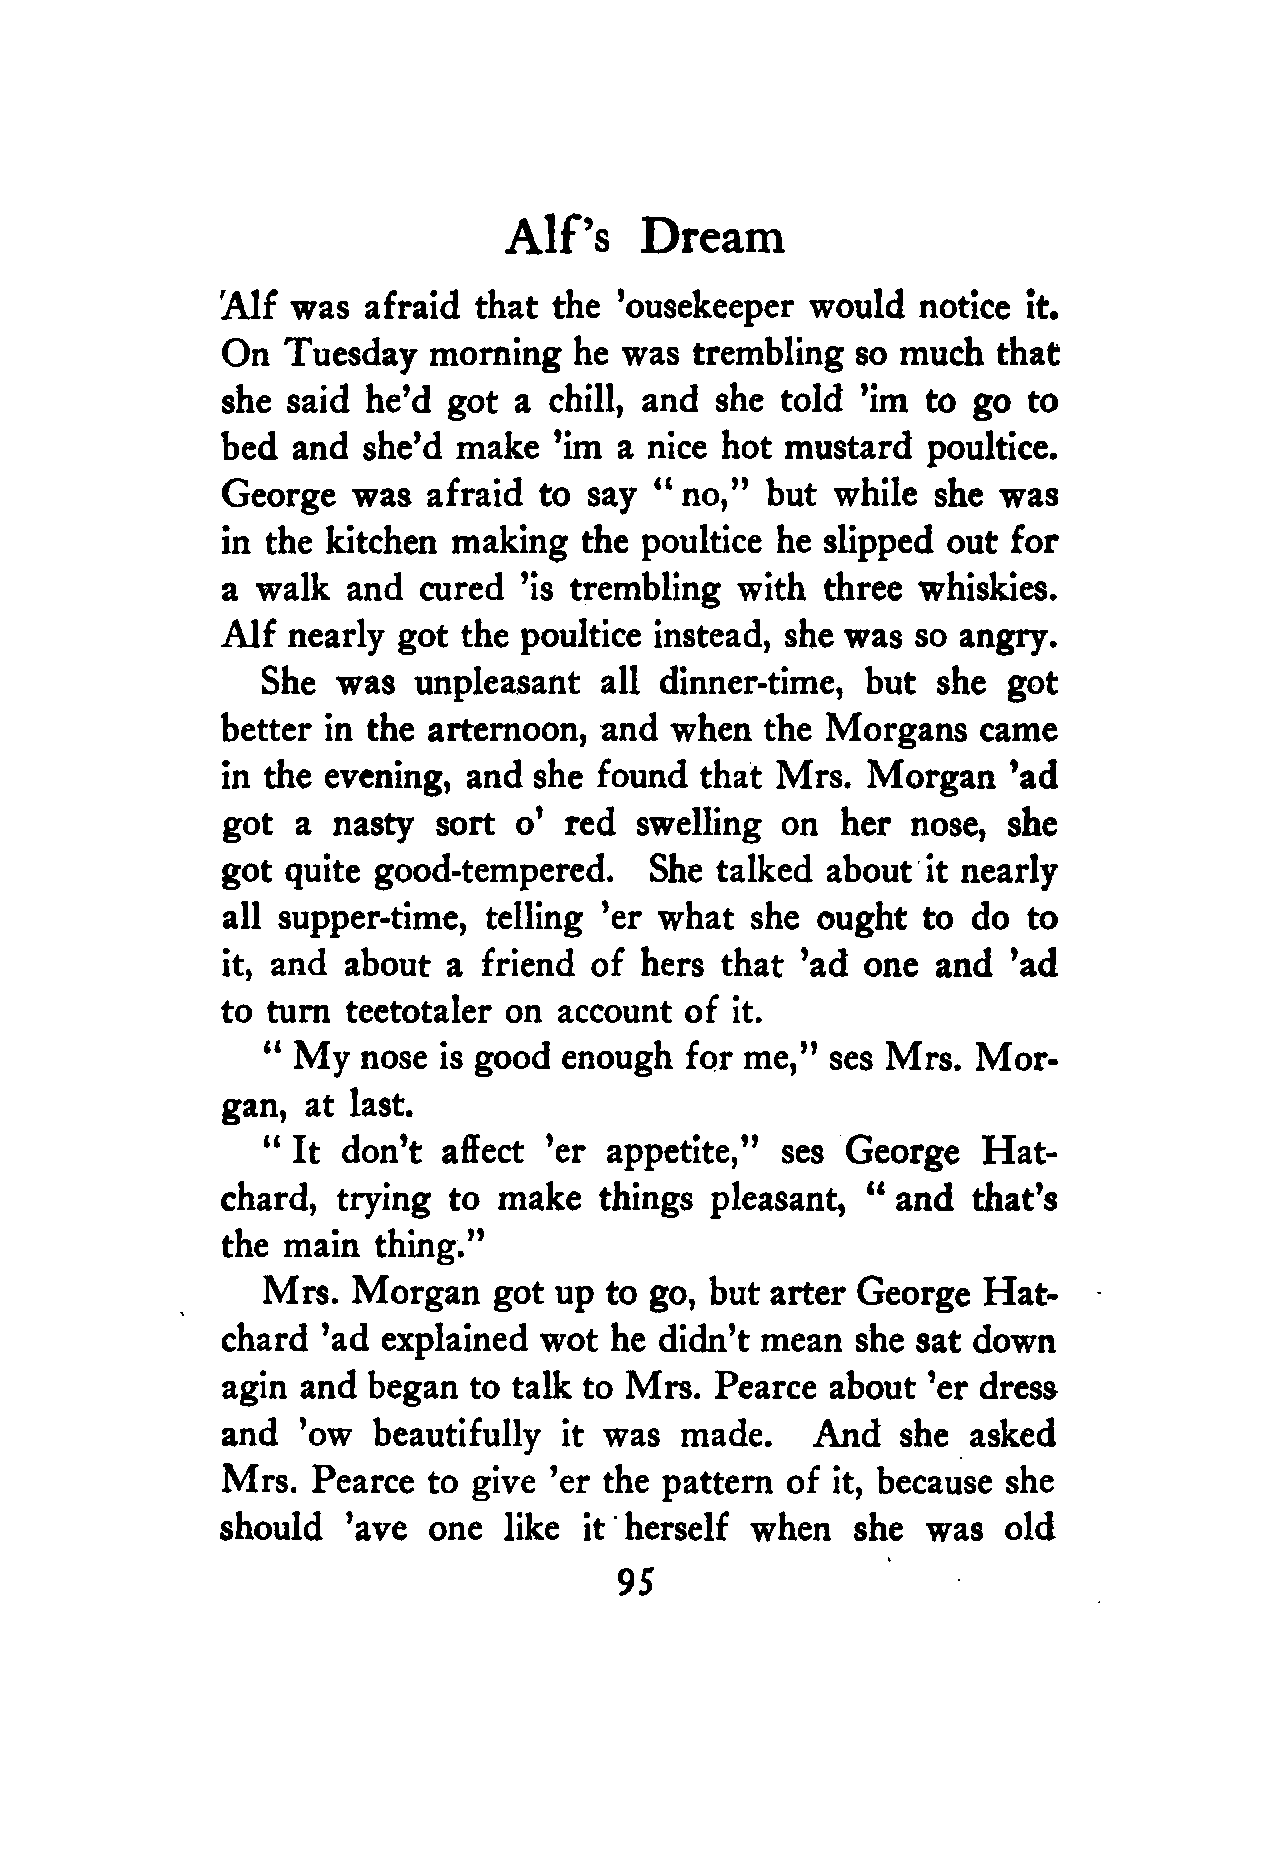 Alf's Dream
'Alf was afraid that the 'ousekeeper would notice it.
On Tuesday morning he was trembling so much that
she said he'd got a chill, and she told 'im to go to
bed and she'd make 'im a nice hot mustard poultice.
George was afraid to say "no," but while she was
in the kitchen making the poultice he slipped out for
a walk and cured 'is trembling with three whiskies.
Alf nearly got the poultice instead, she was so angry.
She was unpleasant all dinner-time, but she got
better in the arternoon, and when the Morgans came
in the evening, and she found that Mrs. Morgan 'ad
got a nasty sort o' red swelling on her nose, she
got quite good-tempered. She talked about it nearly
all supper-time, telling 'er what she ought to do to
it, and about a friend of hers that 'ad one and 'ad
to turn teetotaler on account of it.
"My nose is good enough for me," ses Mrs. Mor-
gan, at last.
"It don't affect 'er appetite," ses George Hat-
chard, trying to make things pleasant, "and that's
the main thing."
Mrs. Morgan got up to go, but arter George Hat-
chard 'ad explained wot he didn't mean she sat down
agin and began to talk to Mrs. Pearce about 'er dress
and 'ow beautifully it was made. And she asked
Mrs. Pearce to give 'er the pattern of it, because she
should 'ave one like it herself when she was old
95